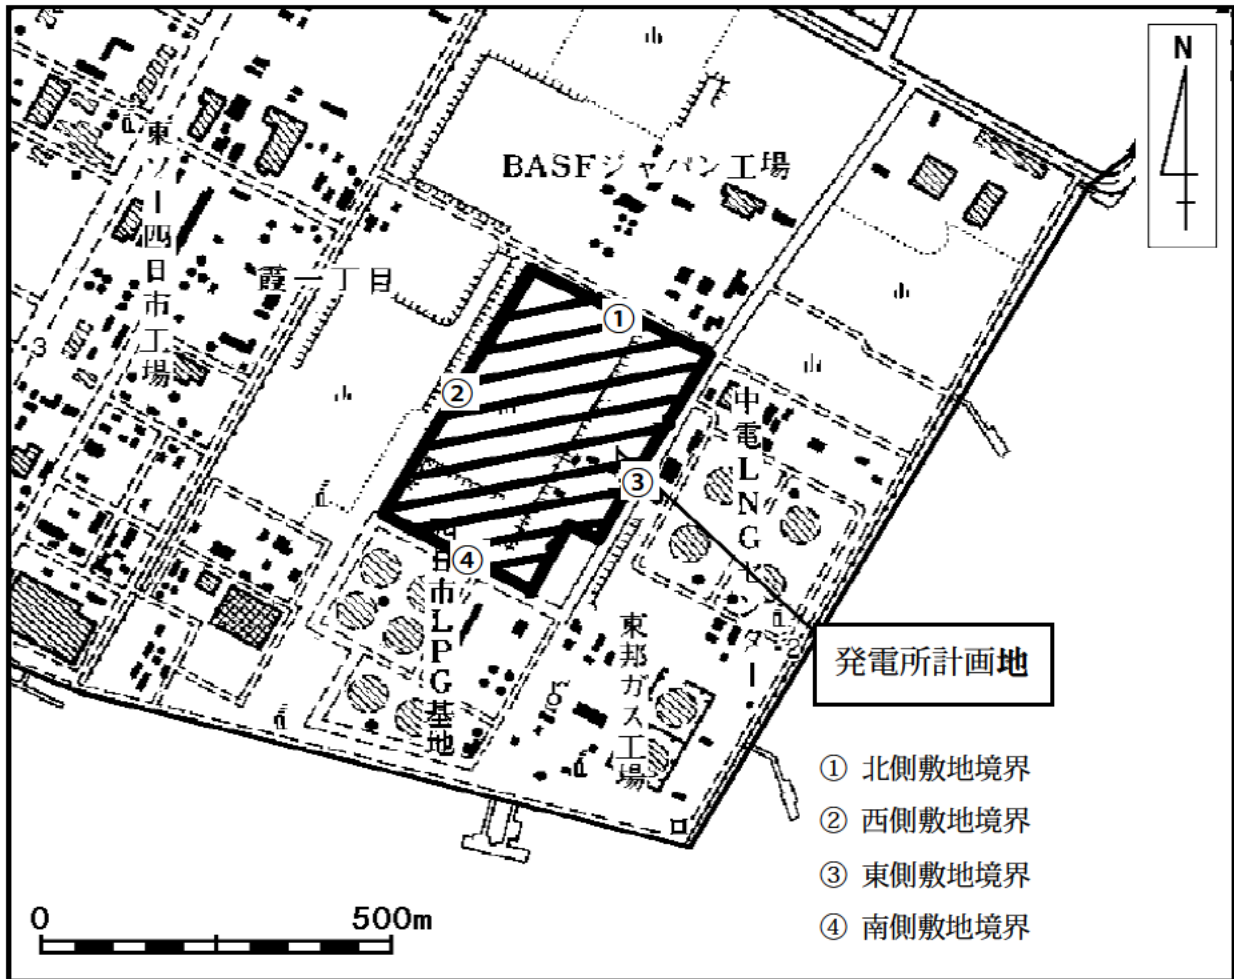 N
BASFジャパン工場
東ソー四日市工場
霞一丁目
①
②
中電LNGセンター
③
④
四日市LPG基地
東邦ガス工場
発電所計画地
① 北側敷地境界
② 西側敷地境界
③ 東側敷地境界
④ 南側敷地境界
0 500m
・3
・2